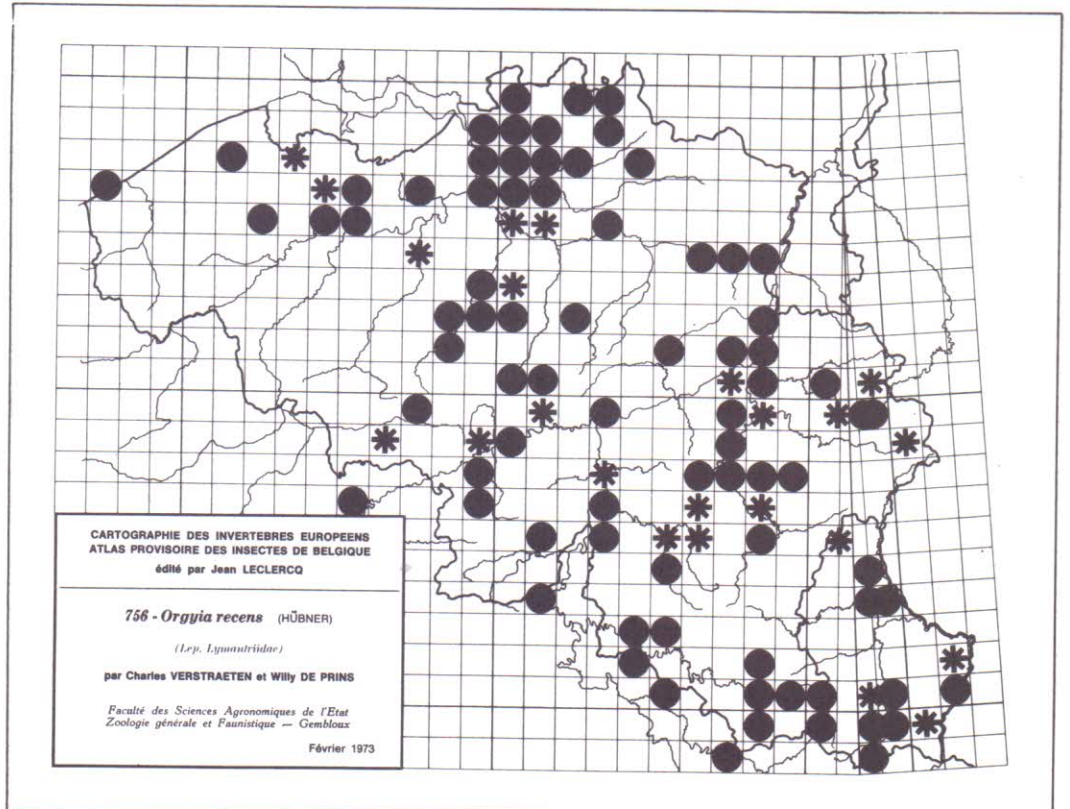 CARTOGRAPHIE DES INVERTEBRES EUROPEENS
ATLAS PROVISOIRE DES INSECTES DE BELGIQUE
édité par Jean LECLERCQ
756 - Orgyia recens (HÜBNER)
(Lep. Lymantriidae)
par Charles VERSTRAETEN et Willy DE PRINS
Faculté des Sciences Agronomiques de l'Etat
Zoologie générale et Faunistique — Gembloux
Février 1973